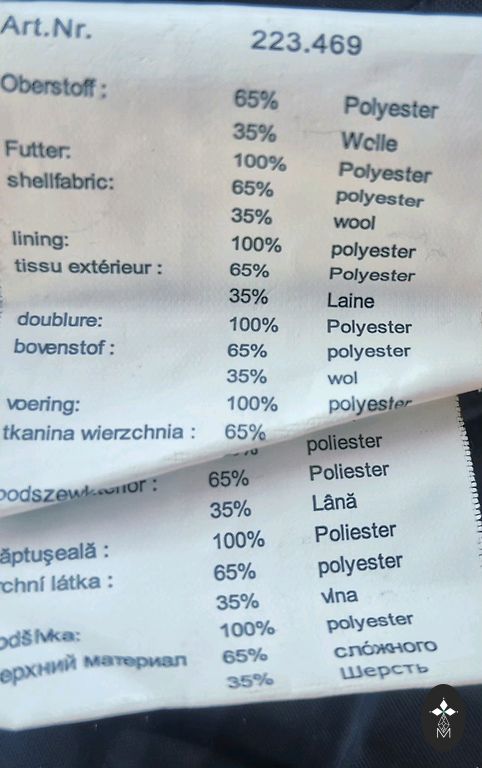 Art.Nr. 223.469
Oberstoff : 65% Polyester
35% Wolle
Futter: 100% Polyester
shellfabric: 65% polyester
35% wool
lining: 100% polyester
tissu extérieur : 65% Polyester
35% Laine
doublure: 100% Polyester
bovenstof : 65% polyester
35% wol
voering: 100% polyester
tkanina wierzchnia : 65%
poliester
65% Poliester
35% Lână
ăptuşeală : 100% Poliester
rchní látka : 65% polyester
35% vlna
odšívka: 100% polyester
ерхний материал 65% сло́жного
35% Шерсть
M